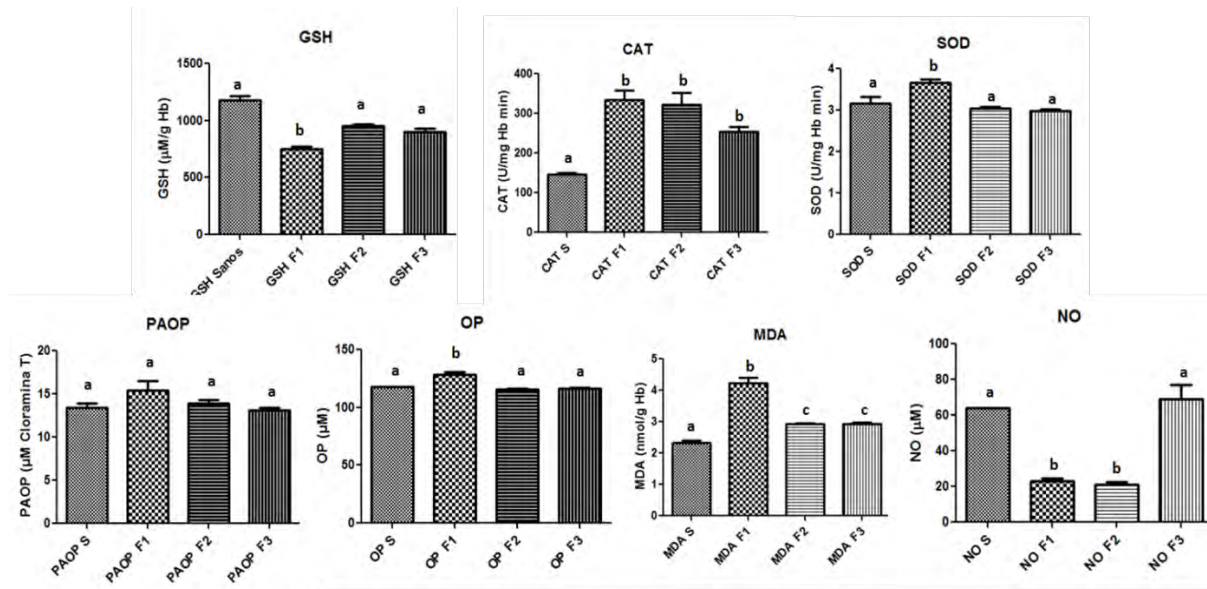 GSH
a
b
a
a
1500
1000
500
0
GSH (μM/g Hb)
GSH Sanos
GSH F1
GSH F2
GSH F3
CAT
a
b
b
b
400
300
200
100
0
CAT (U/mg Hb min)
CAT S
CAT F1
CAT F2
CAT F3
SOD
a
b
a
a
4
3
2
1
0
SOD (U/mg Hb min)
SOD S
SOD F1
SOD F2
SOD F3
PAOP
a
a
a
a
20
15
10
5
0
PAOP (μM Cloramina T)
PAOP S
PAOP F1
PAOP F2
PAOP F3
OP
a
b
a
a
150
100
50
0
OP (μM)
OP S
OP F1
OP F2
OP F3
MDA
a
b
c
c
5
4
3
2
1
0
MDA (nmol/g Hb)
MDA S
MDA F1
MDA F2
MDA F3
NO
a
b
b
a
80
60
40
20
0
NO (μM)
NO S
NO F1
NO F2
NO F3